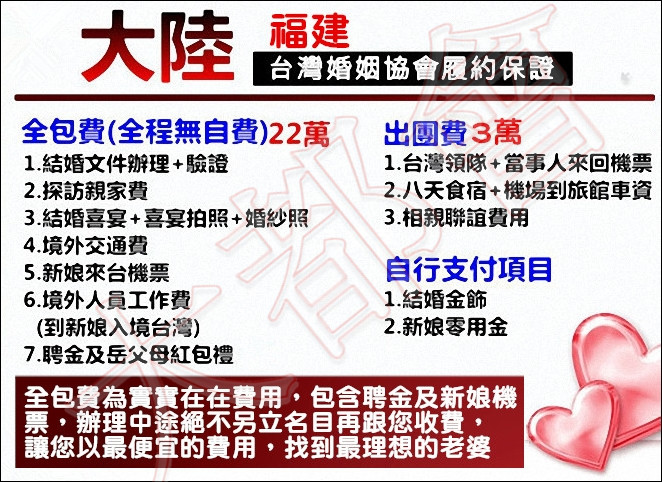 大陸 福建
台灣婚姻協會履約保證
全包費(全程無自費)22萬
1.結婚文件辦理+驗證
2.探訪親家費
3.結婚喜宴+喜宴拍照+婚紗照
4.境外交通費
5.新娘來台機票
6.境外人員工作費
(到新娘入境台灣)
7.聘金及岳父母紅包禮
出團費3萬
1.台灣領隊+當事人來回機票
2.八天食宿+機場到旅館車資
3.相親聯誼費用
自行支付項目
1.結婚金飾
2.新娘零用金
全包費為實實在在費用，包含聘金及新娘機
票，辦理中途絕不另立名目再跟您收費，
讓您以最便宜的費用，找到最理想的老婆